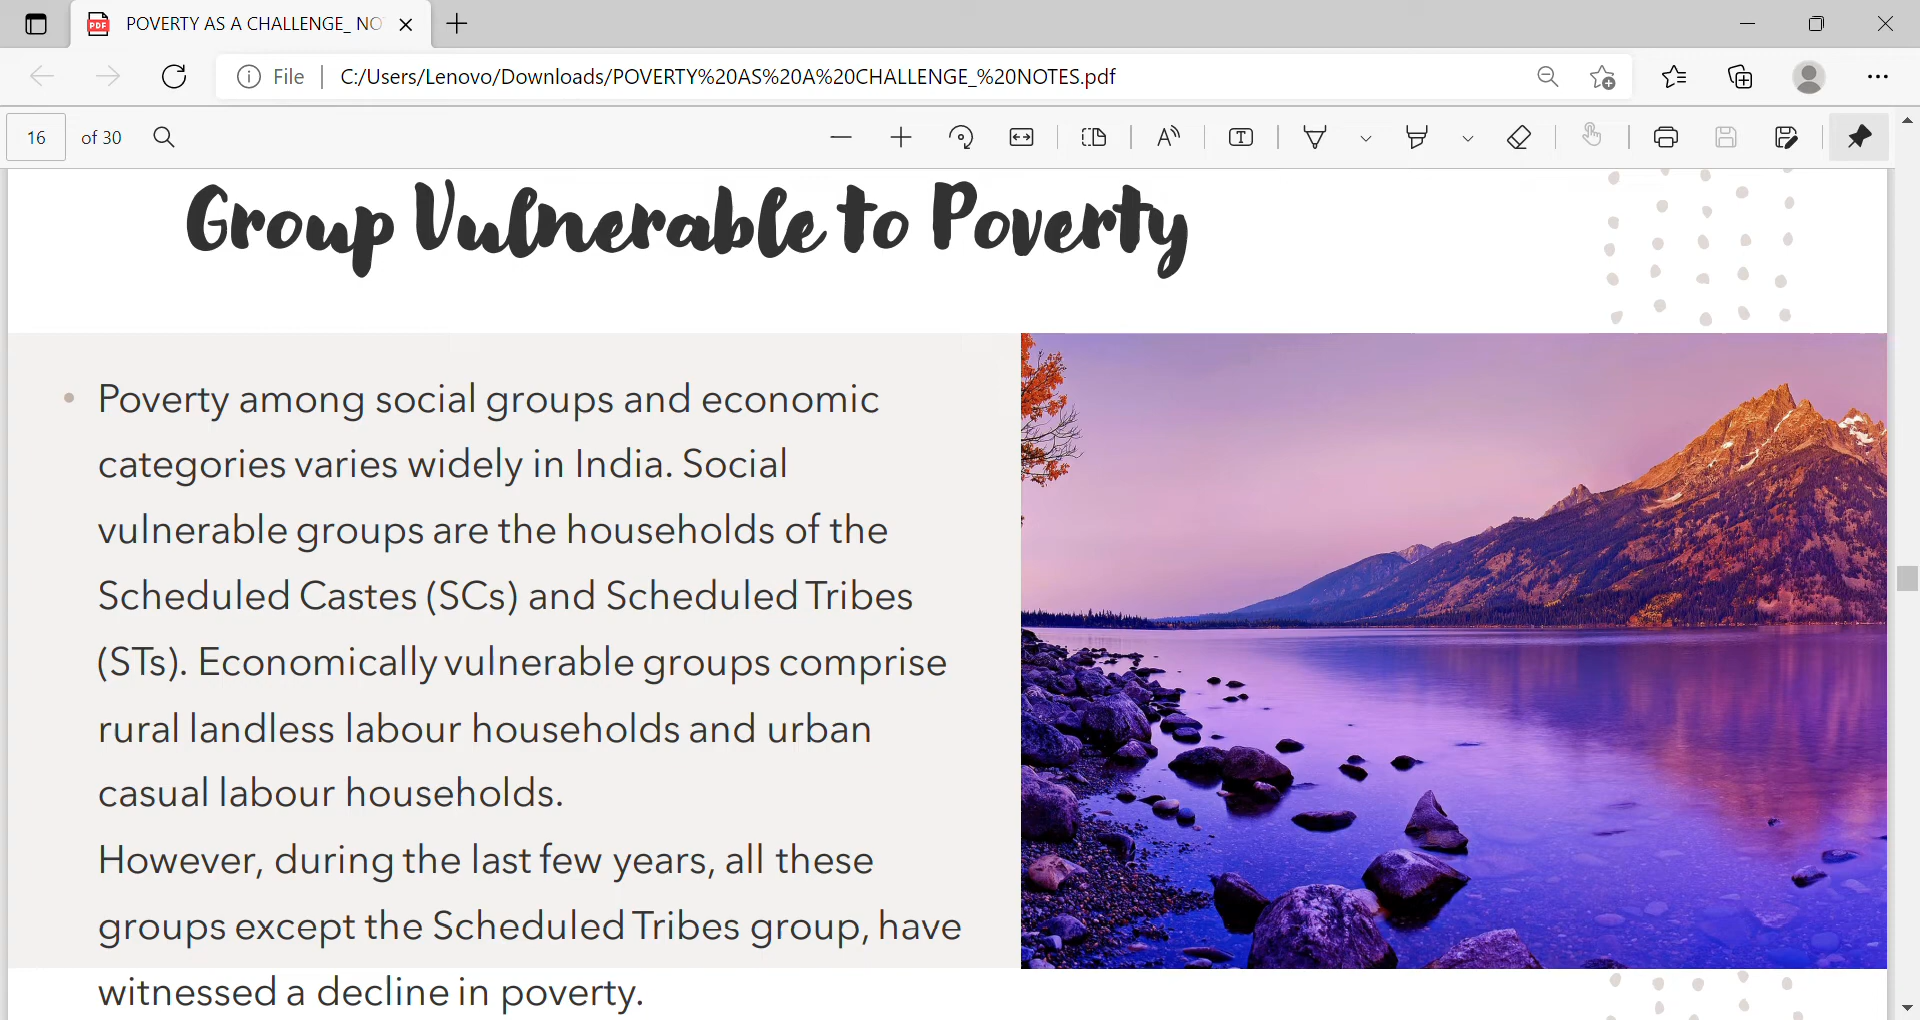 POVERTY AS A CHALLENGE_ NO
File
C:/Users/Lenovo/Downloads/POVERTY%20AS%20A%20CHALLENGE_%20NOTES.pdf
16 of 30
Group Vulnerable to Poverty
• Poverty among social groups and economic
categories varies widely in India. Social
vulnerable groups are the households of the
Scheduled Castes (SCs) and Scheduled Tribes
(STs). Economically vulnerable groups comprise
rural landless labour households and urban
casual labour households.
However, during the last few years, all these
groups except the Scheduled Tribes group, have
witnessed a decline in poverty.